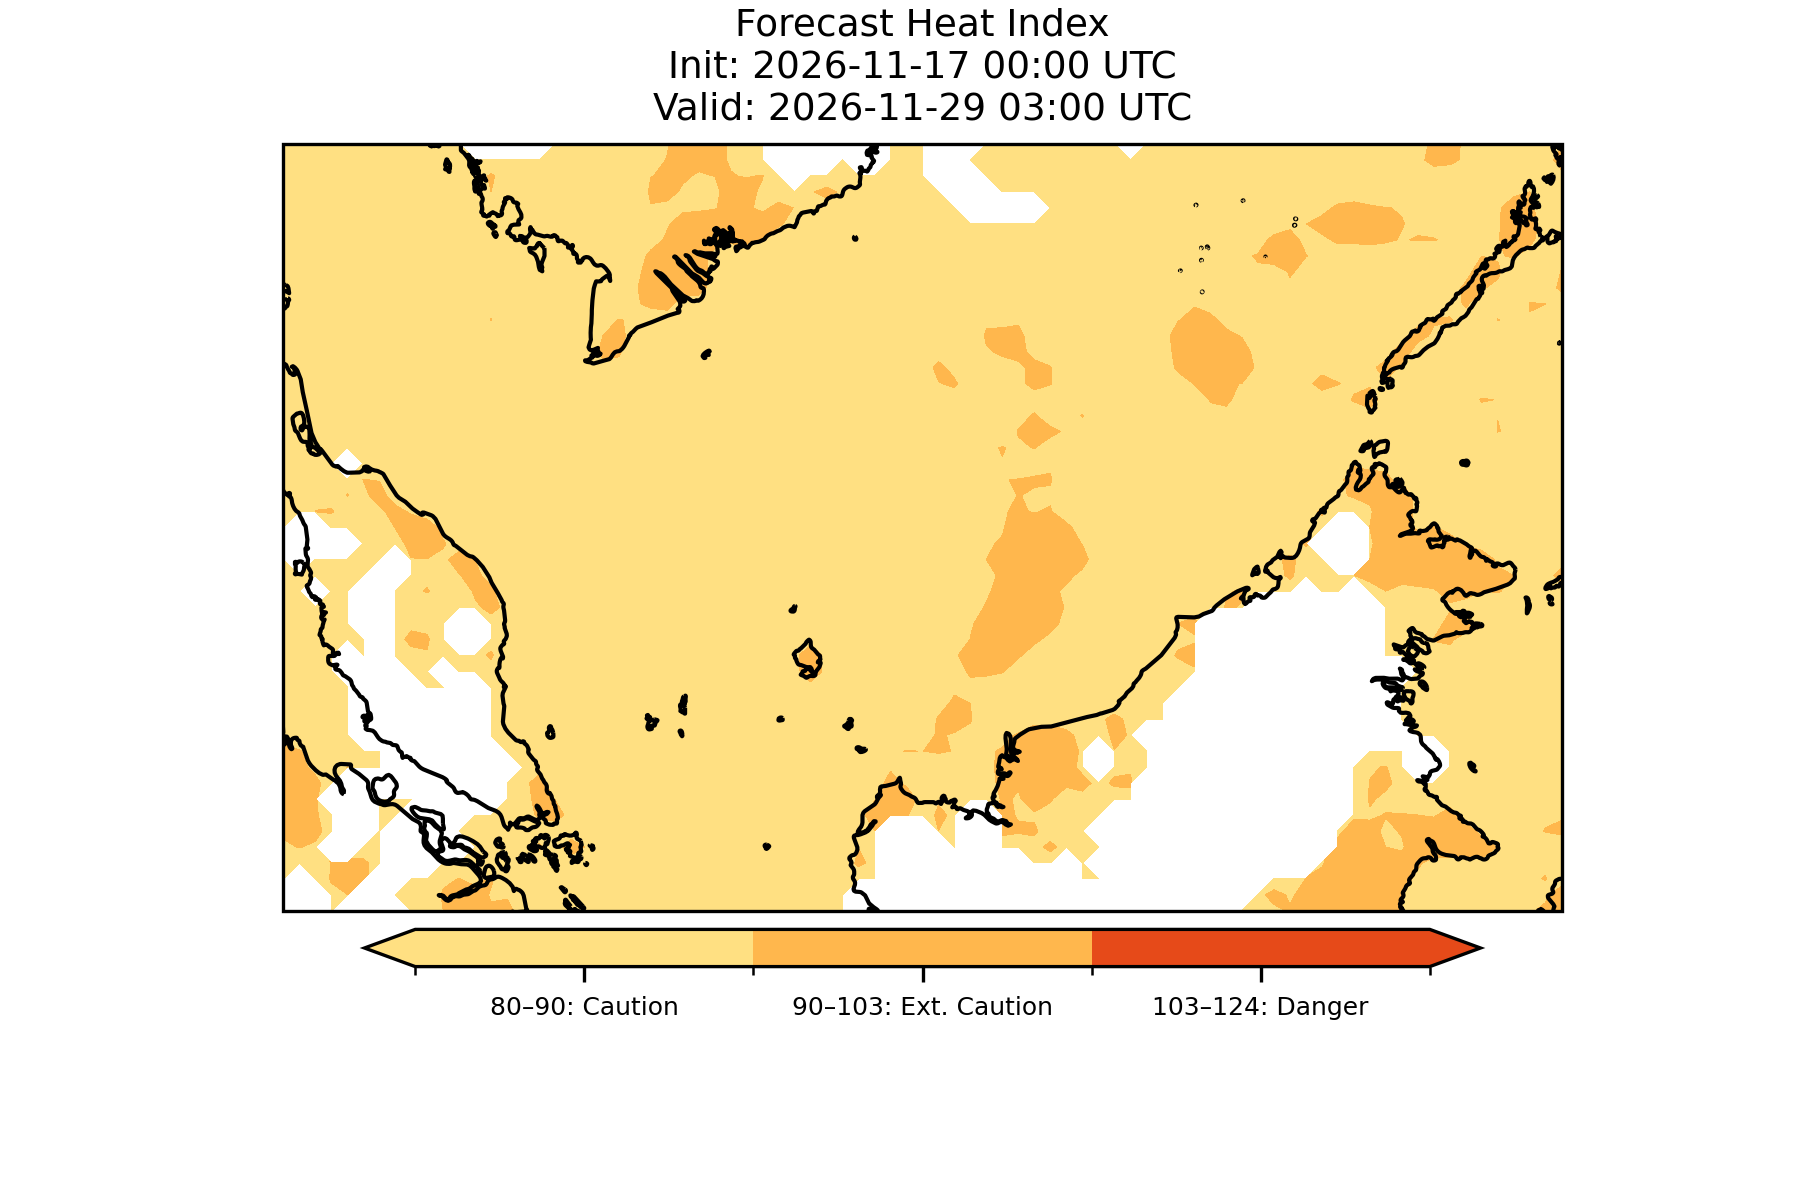 Forecast Heat Index
Init: 2026-11-17 00:00 UTC
Valid: 2026-11-29 03:00 UTC
80–90: Caution
90–103: Ext. Caution
103–124: Danger